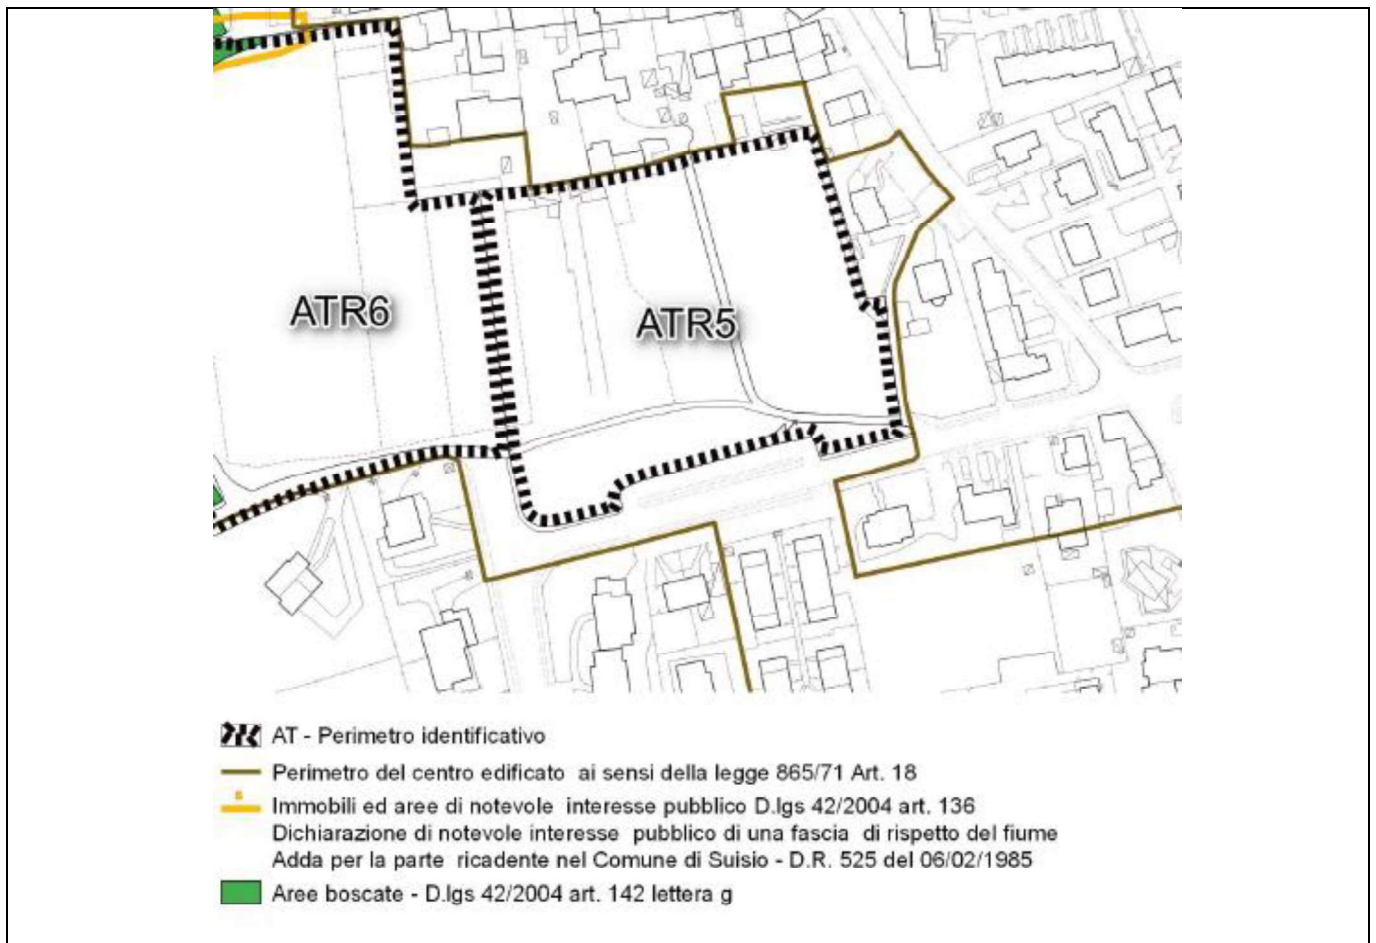 ATR6
ATR5
AT - Perimetro identificativo
Perimetro del centro edificato ai sensi della legge 865/71 Art. 18
Immobili ed aree di notevole interesse pubblico D.lgs 42/2004 art. 136
Dichiarazione di notevole interesse pubblico di una fascia di rispetto del fiume
Adda per la parte ricadente nel Comune di Suisio - D.R. 525 del 06/02/1985
Aree boscate - D.lgs 42/2004 art. 142 lettera g